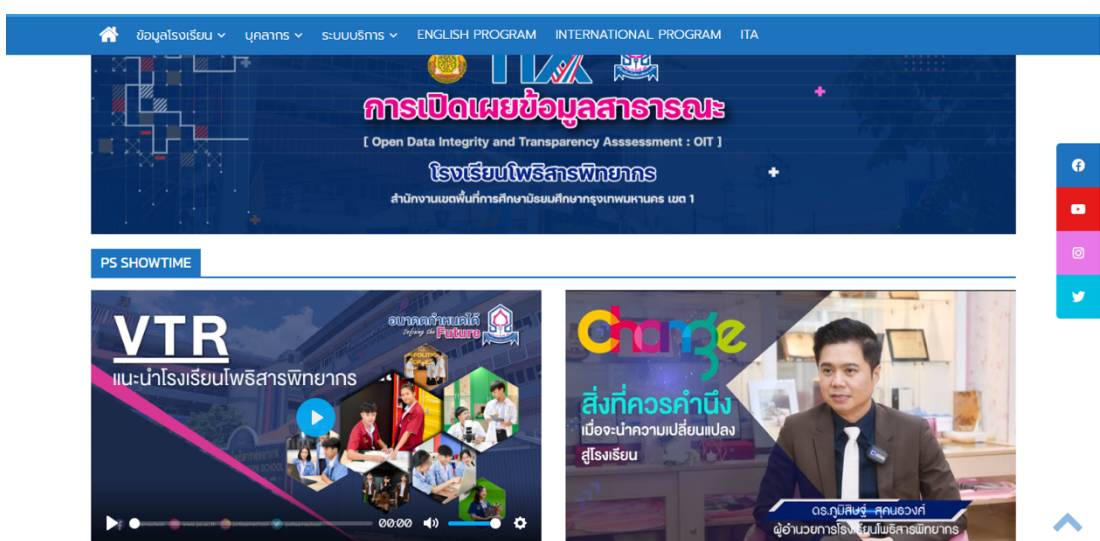 ข้อมูลโรงเรียน บุคลากร ระบบบริการ ENGLISH PROGRAM INTERNATIONAL PROGRAM ITA
การเปิดเผยข้อมูลสาธารณะ
[ Open Data Integrity and Transparency Asssessment : OIT ]
โรงเรียนโพธิสารพิทยากร
สำนักงานเขตพื้นที่การศึกษามัธยมศึกษากรุงเทพมหานคร เขต 1
PS SHOWTIME
VTR
แนะนำโรงเรียนโพธิสารพิทยากร
อนาคตกำหนดได้
Defining the Future
00:00
Change
สิ่งที่ควรคำนึง
เมื่อจะนำความเปลี่ยนแปลง
สู่โรงเรียน
ดร.ภูมิสิษฐ์ สุคนธวงศ์
ผู้อำนวยการโรงเรียนโพธิสารพิทยากร